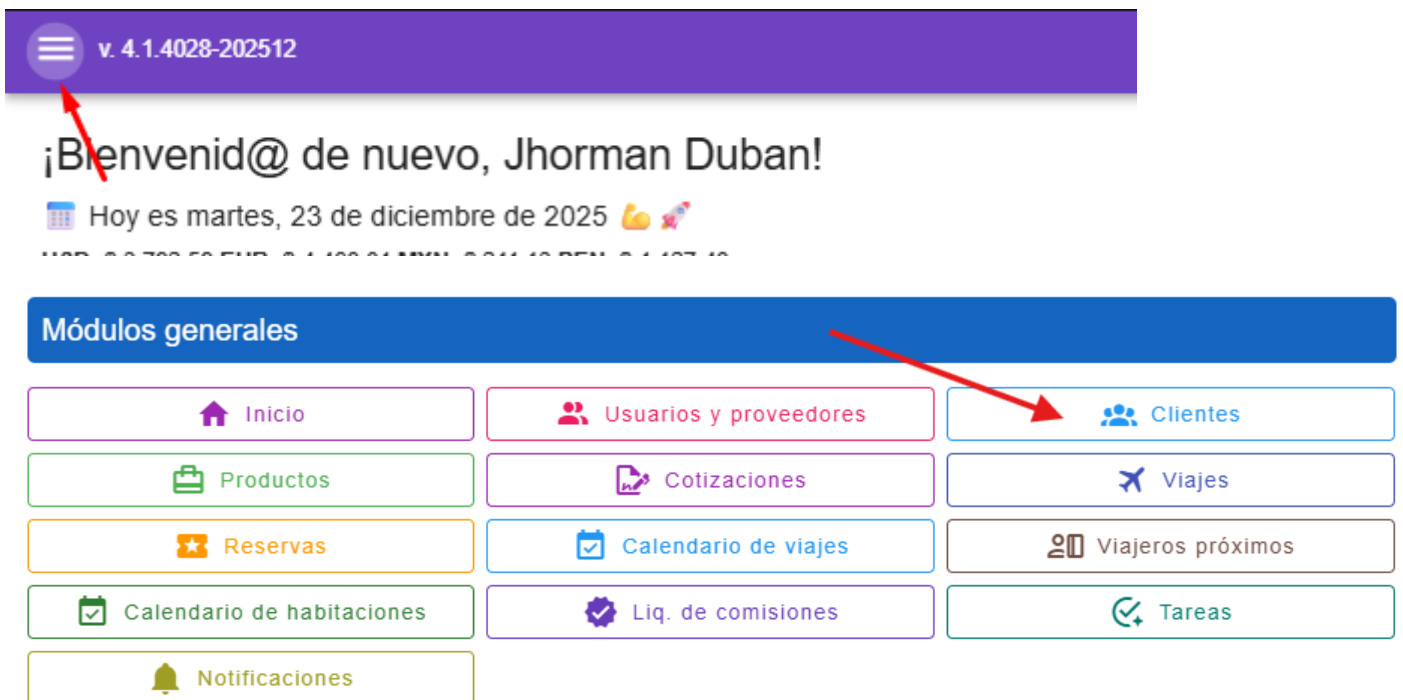 v. 4.1.4028-202512
¡Bienvenid@ de nuevo, Jhorman Duban!
Hoy es martes, 23 de diciembre de 2025
Módulos generales
Inicio
Usuarios y proveedores
Clientes
Productos
Cotizaciones
Viajes
Reservas
Calendario de viajes
Viajeros próximos
Calendario de habitaciones
Liq. de comisiones
Tareas
Notificaciones